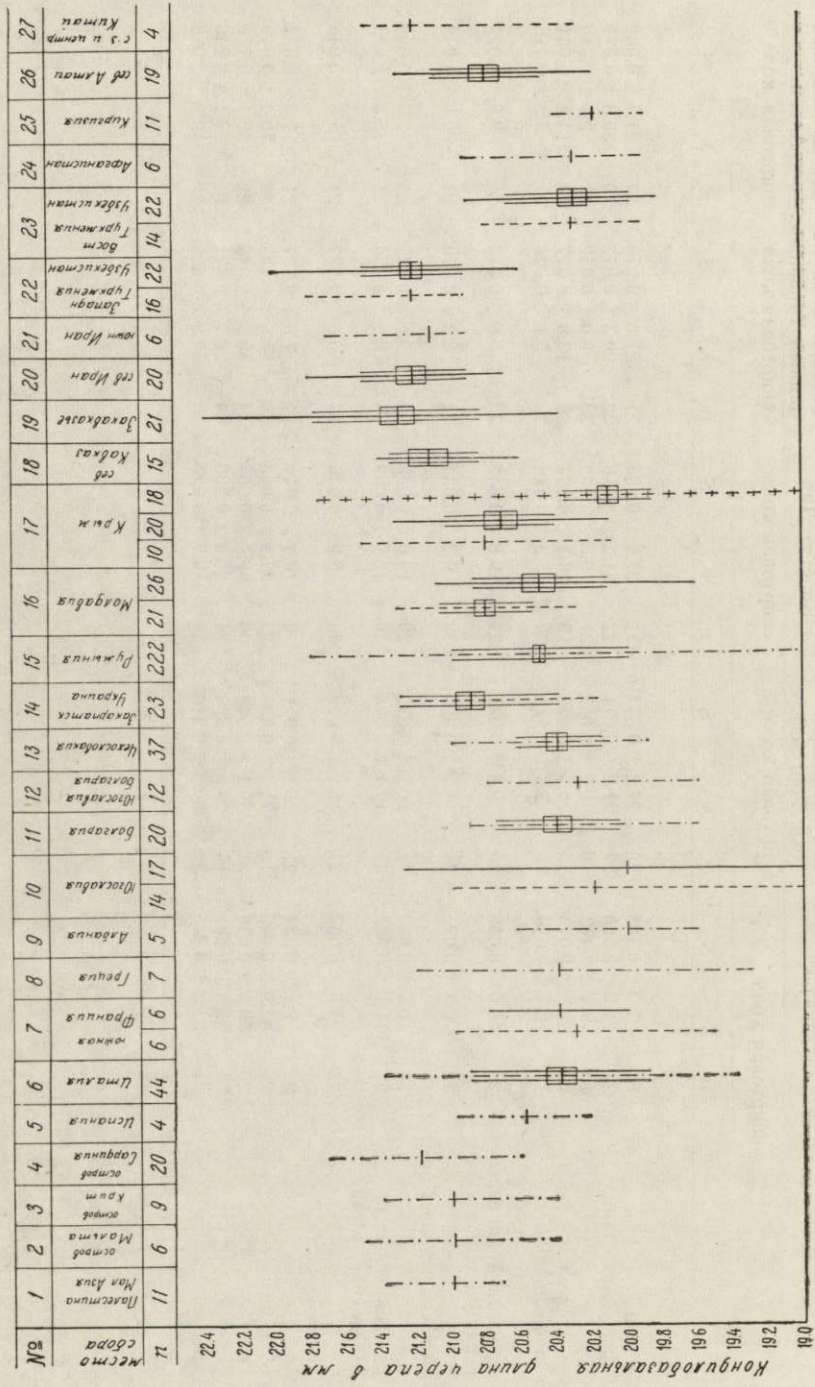 № 1 2 3 4 5 6 7 8 9 10 11 12 13 14 15 16 17 18 19 20 21 22 23 24 25 26 27
место сбора
Палестина Мал Азия
остров Мальта
остров Крит
остров Сардиния
Испания
Италия
южная Франция
Греция
Албания
Югославия
болгария
Югославия болгария
Чехословакия
Закарпатск Украина
Румыния
Молдавия
Крым
сев Кавказ
Закавказье
сев Иран
южн Иран
Западн Туркмения Узбекистан
Вост Туркмения Узбекистан
Афганистан
Киргизия
сев Алтай
с.з и центр Китай
n 11 6 9 20 4 44 6 6 7 5 14 17 20 12 37 23 222 21 26 10 20 18 15 21 20 6 16 22 14 22 6 11 19 4
22.4
22.2
22.0
21.8
21.6
21.4
21.2
21.0
20.8
20.6
20.4
20.2
20.0
19.8
19.6
19.4
19.2
19.0
Кондилобазальная длина черепа в мм